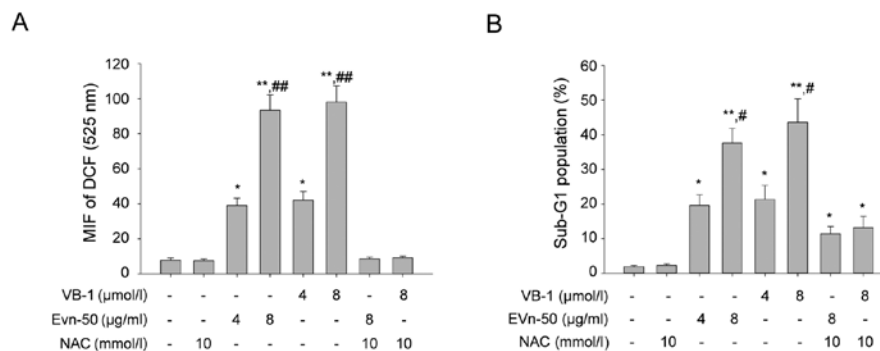 A
MIF of DCF (525 nm)
120
100
80
60
40
20
0
*
**,##
*
**,##
VB-1 (μmol/l) - - - - 4 8 - 8
Evn-50 (μg/ml) - - 4 8 - - 8 -
NAC (mmol/l) - 10 - - - - 10 10
B
Sub-G1 population (%)
60
50
40
30
20
10
0
*
**,#
*
**,#
*
*
VB-1 (μmol/l) - - - - 4 8 - 8
EVn-50 (μg/ml) - - 4 8 - - 8 -
NAC (mmol/l) - 10 - - - - 10 10